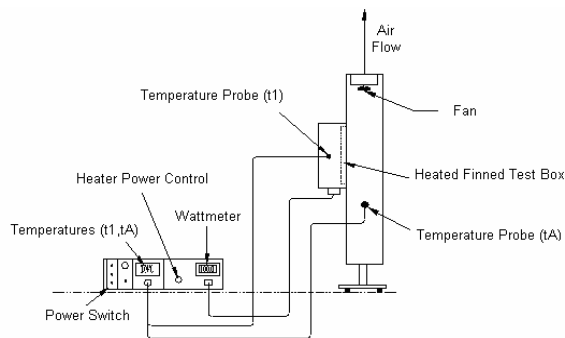 Air
Flow
Temperature Probe (t1)
Fan
Heater Power Control
Heated Finned Test Box
Temperatures (t1,tA)
Wattmeter
Temperature Probe (tA)
Power Switch